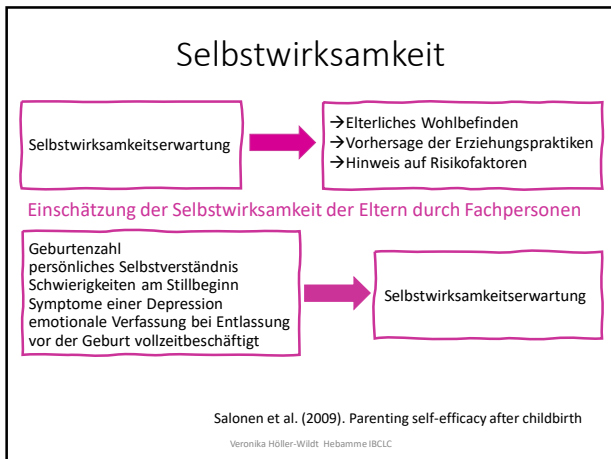 Selbstwirksamkeit
Selbstwirksamkeitserwartung
→Elterliches Wohlbefinden
→Vorhersage der Erziehungspraktiken
→Hinweis auf Risikofaktoren
Einschätzung der Selbstwirksamkeit der Eltern durch Fachpersonen
Geburtenzahl
persönliches Selbstverständnis
Schwierigkeiten am Stillbeginn
Symptome einer Depression
emotionale Verfassung bei Entlassung
vor der Geburt vollzeitbeschäftigt
Selbstwirksamkeitserwartung
Salonen et al. (2009). Parenting self-efficacy after childbirth
Veronika Höller-Wildt Hebamme IBCLC